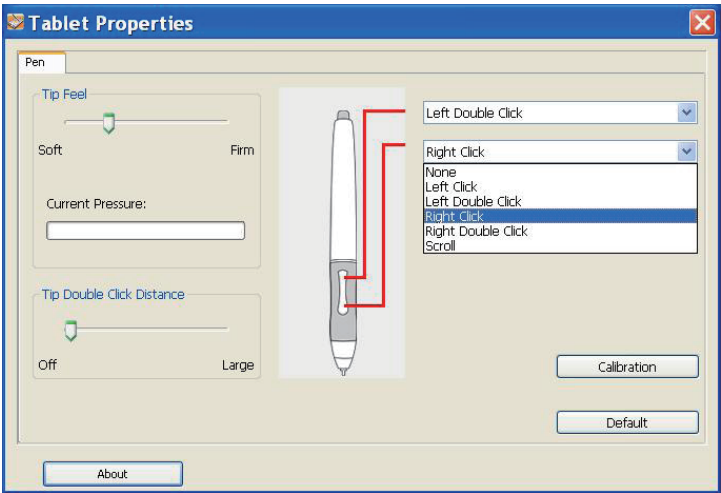 Tablet Properties
Pen
Tip Feel
Soft Firm
Current Pressure:
Tip Double Click Distance
Off Large
Left Double Click
Right Click
None
Left Click
Left Double Click
Right Click
Right Double Click
Scroll
Calibration
Default
About